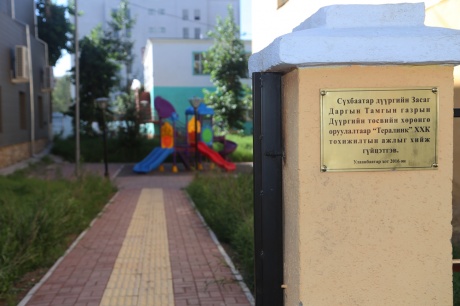 Сүхбаатар дүүргийн Засаг
Даргын Тамгын газрын
Дүүргийн төсвийн хөрөнгө
оруулалтаар "Тералинк" ХХК
тохижилтын ажлыг хийж
гүйцэтгэв.
Улаанбаатар хот 2016 он